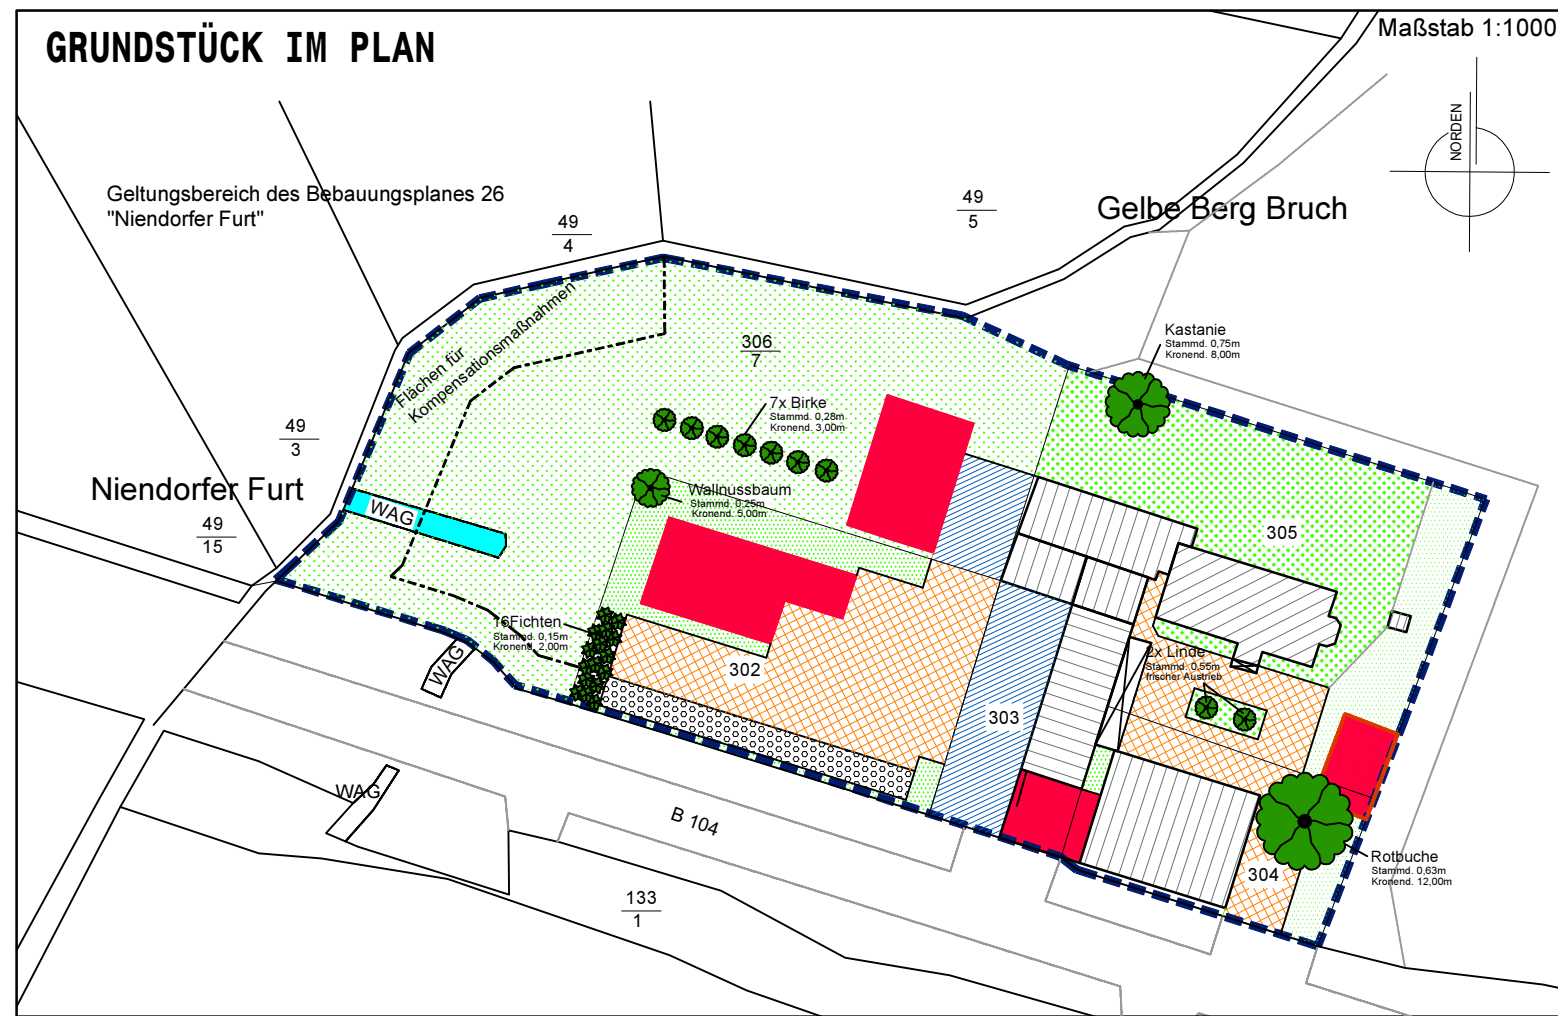 GRUNDSTÜCK IM PLAN
Maßstab 1:1000
NORDEN
Geltungsbereich des Bebauungsplanes 26
"Niendorfer Furt"
49
4
49
5
Gelbe Berg Bruch
Flächen für
Kompensationsmaßnahmen
306
7
Kastanie
Stammd. 0,75m
Kronend. 8,00m
7x Birke
Stammd. 0,28m
Kronend. 3,00m
49
3
Niendorfer Furt
49
15
WAG
Wallnussbaum
Stammd. 0,25m
Kronend. 5,00m
305
16Fichten
Stammd. 0,15m
Kronend. 2,00m
WAG
302
2x Linde
Stammd. 0,55m
frischer Austrieb
303
WAG
B 104
Rotbuche
Stammd. 0,63m
Kronend. 12,00m
304
133
1